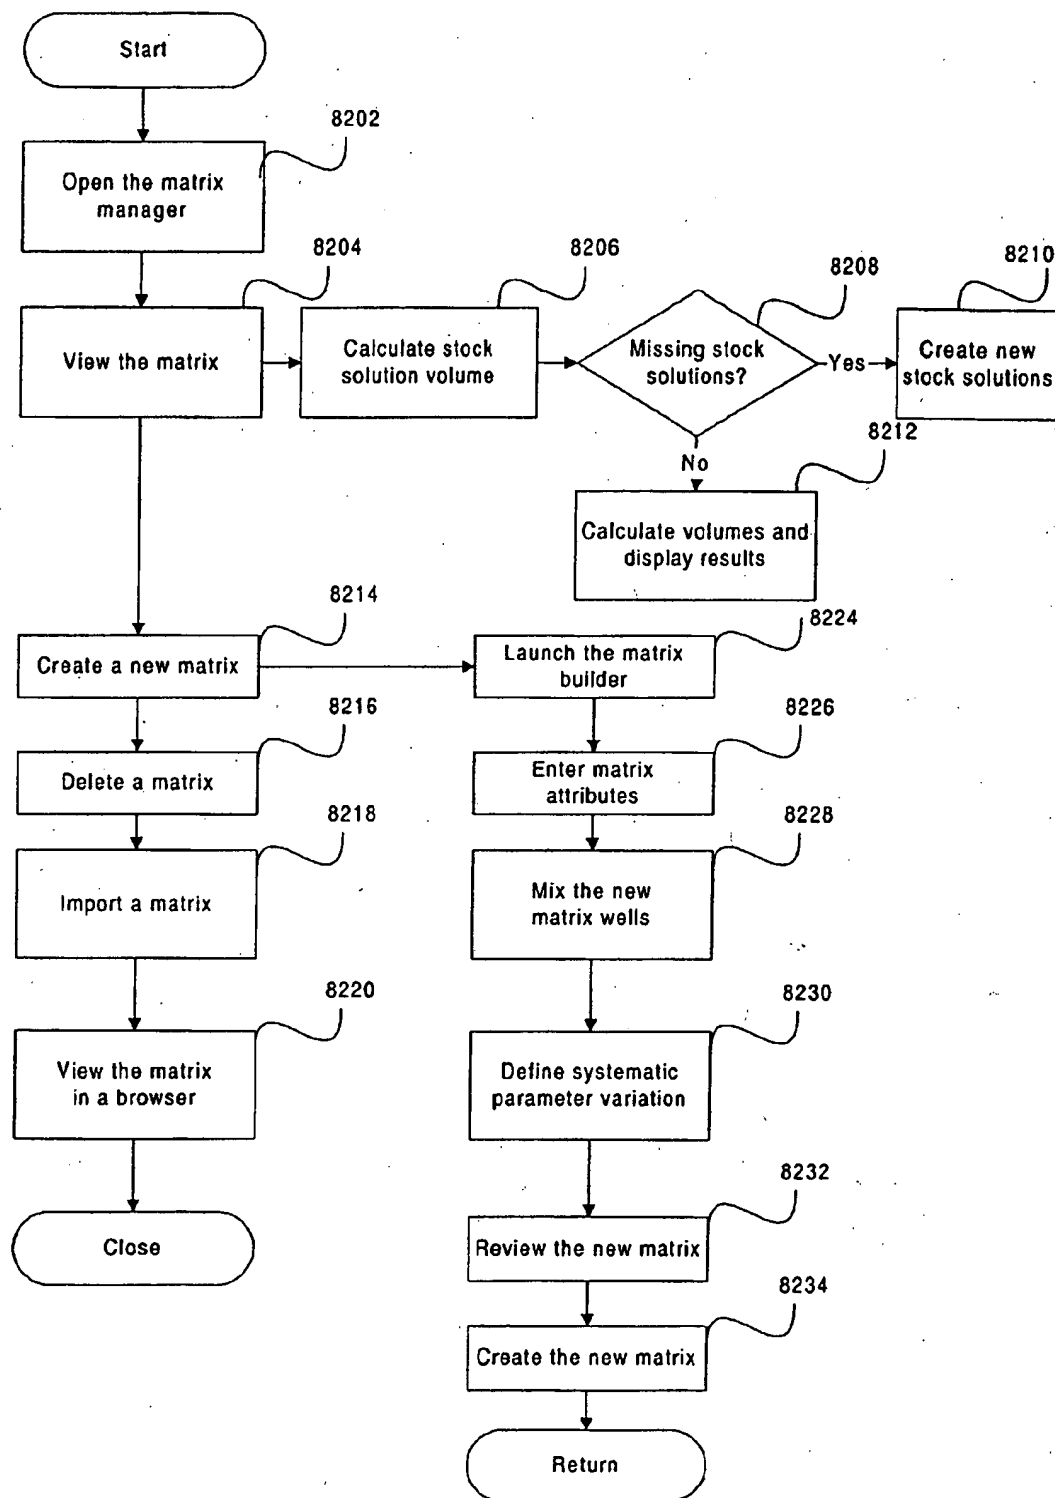 Start
8202
Open the matrix
manager
8204
8206
8208
8210
View the matrix
Calculate stock
solution volume
Missing stock
solutions?
Yes
Create new
stock solutions
No
8212
Calculate volumes and
display results
8214
8224
Create a new matrix
Launch the matrix
builder
8216
8226
Delete a matrix
Enter matrix
attributes
8218
8228
Import a matrix
Mix the new
matrix wells
8220
8230
View the matrix
in a browser
Define systematic
parameter variation
8232
Close
Review the new matrix
8234
Create the new matrix
Return